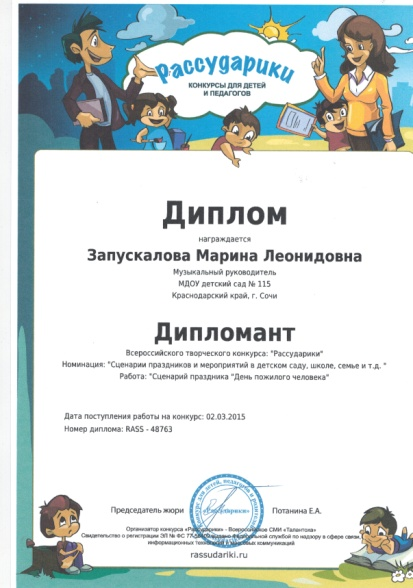 Рассударики
КОНКУРСЫ ДЛЯ ДЕТЕЙ
И ПЕДАГОГОВ
СМИ
Диплом
награждается
Запускалова Марина Леонидовна
Музыкальный руководитель
МДОУ детский сад № 115
Краснодарский край, г. Сочи
Дипломант
Всероссийского творческого конкурса: "Рассударики"
Номинация: "Сценарии праздников и мероприятий в детском саду, школе, семье и т.д. "
Работа: "Сценарий праздника "День пожилого человека"
Дата поступления работы на конкурс: 02.03.2015
Номер диплома: RASS - 48763
Председатель жюри «Рассударики» Потанина Е.А.
Организатор конкурса «Рассударики» - Всероссийское СМИ «Талантоха»
Свидетельство о регистрации ЭЛ № ФС 77- выдано Федеральной службой по надзору в сфере связи,
информационных технологий и массовых коммуникаций
rassudariki.ru